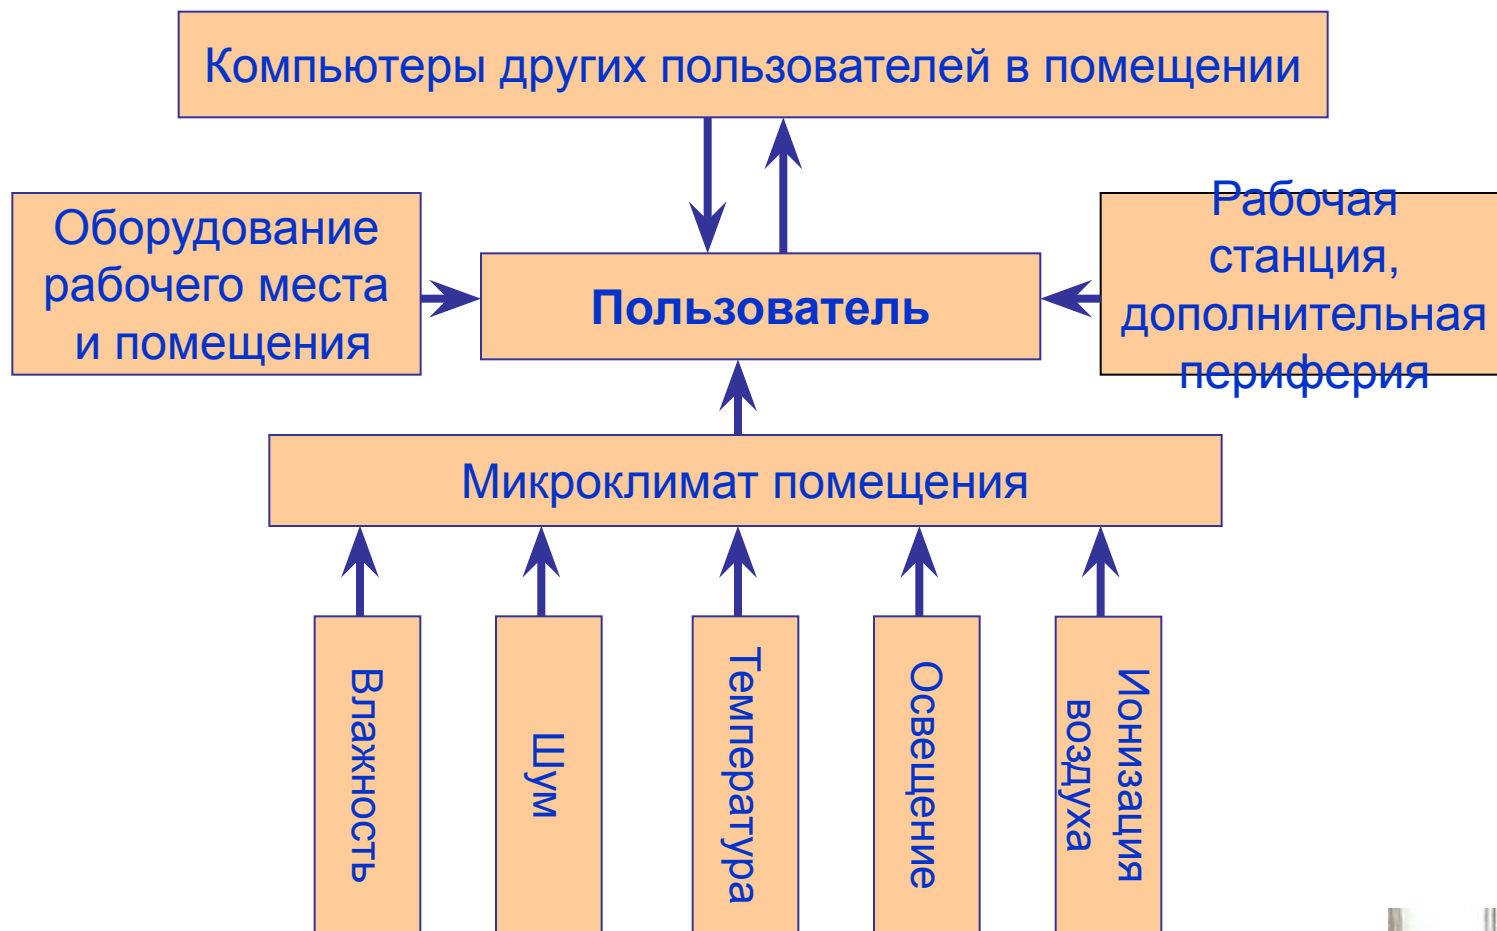 Компьютеры других пользователей в помещении
Оборудование
рабочего места
и помещения
Пользователь
Рабочая
станция,
дополнительная
периферия
Микроклимат помещения
Влажность
Шум
Температура
Освещение
Ионизация
воздуха